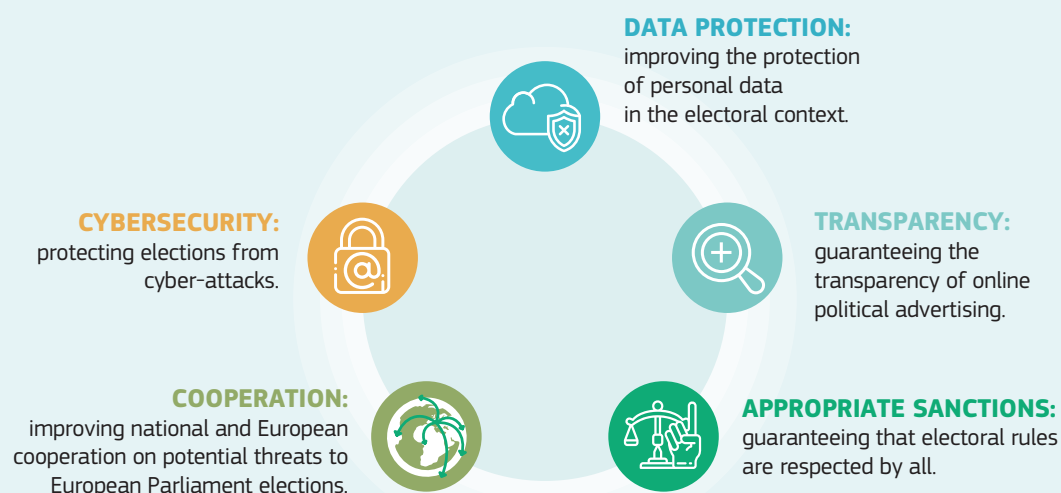 DATA PROTECTION:
improving the protection
of personal data
in the electoral context.
CYBERSECURITY:
protecting elections from
cyber-attacks.
TRANSPARENCY:
guaranteeing the
transparency of online
political advertising.
COOPERATION:
improving national and European
cooperation on potential threats to
European Parliament elections.
APPROPRIATE SANCTIONS:
guaranteeing that electoral rules
are respected by all.